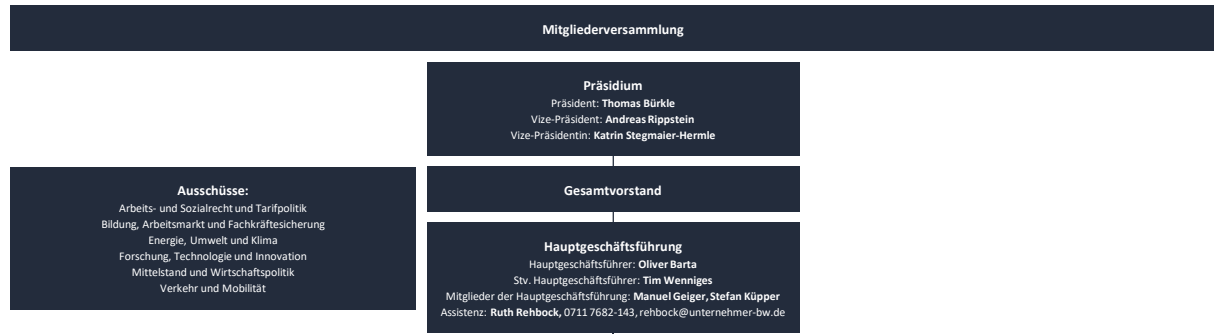 Mitgliederversammlung
Präsidium
Präsident: Thomas Bürkle
Vize-Präsident: Andreas Rippstein
Vize-Präsidentin: Katrin Stegmaier-Hermle
Ausschüsse:
Arbeits- und Sozialrecht und Tarifpolitik
Bildung, Arbeitsmarkt und Fachkräftesicherung
Energie, Umwelt und Klima
Forschung, Technologie und Innovation
Mittelstand und Wirtschaftspolitik
Verkehr und Mobilität
Gesamtvorstand
Hauptgeschäftsführung
Hauptgeschäftsführer: Oliver Barta
Stv. Hauptgeschäftsführer: Tim Wenniges
Mitglieder der Hauptgeschäftsführung: Manuel Geiger, Stefan Küpper
Assistenz: Ruth Rehbock, 0711 7682-143, rehbock@unternehmer-bw.de